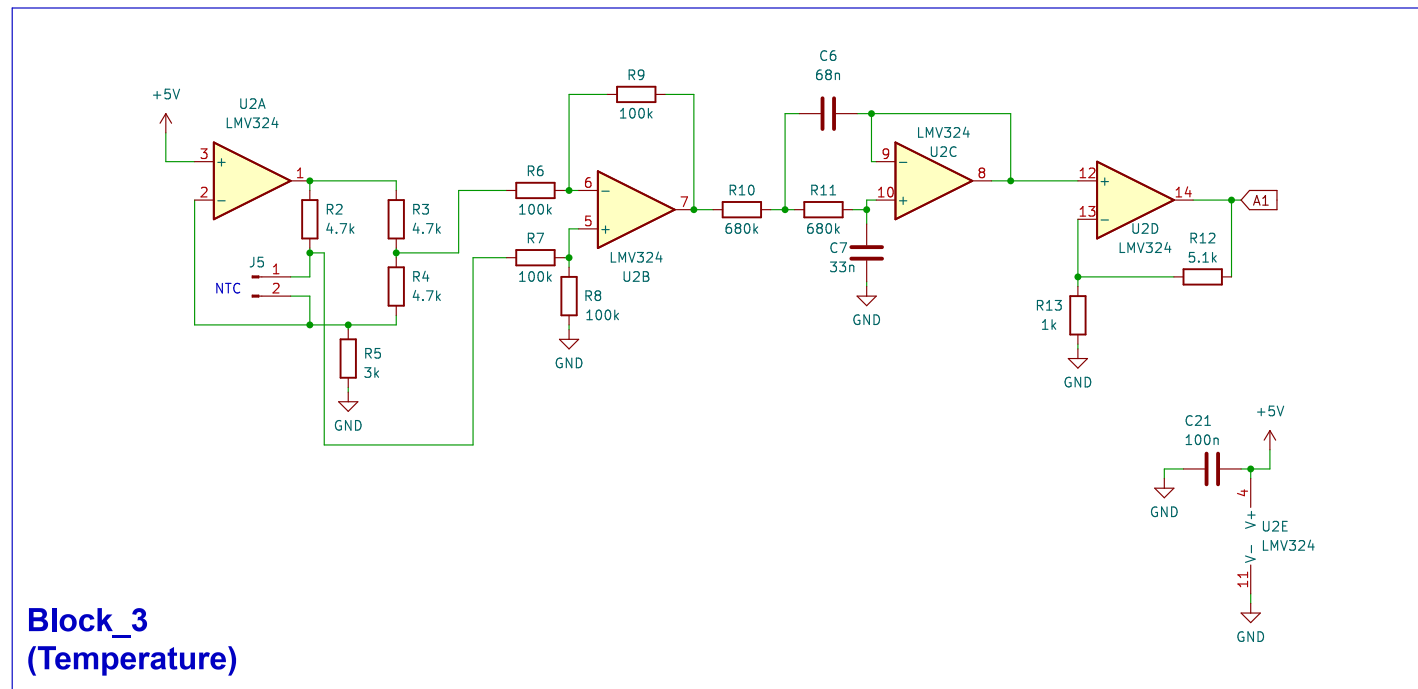 +5V
U2A
LMV324
3
+
2
−
1
R2
4.7k
R3
4.7k
J5
1
2
NTC
R4
4.7k
R5
3k
GND
R6
100k
R7
100k
R8
100k
GND
R9
100k
6
−
5
+
7
LMV324
U2B
R10
680k
R11
680k
C6
68n
C7
33n
GND
LMV324
U2C
9
−
10
+
8
12
+
13
−
14
U2D
LMV324
A1
R12
5.1k
R13
1k
GND
C21
100n
+5V
GND
4
V+
U2E
LMV324
V-
11
GND
Block_3
(Temperature)